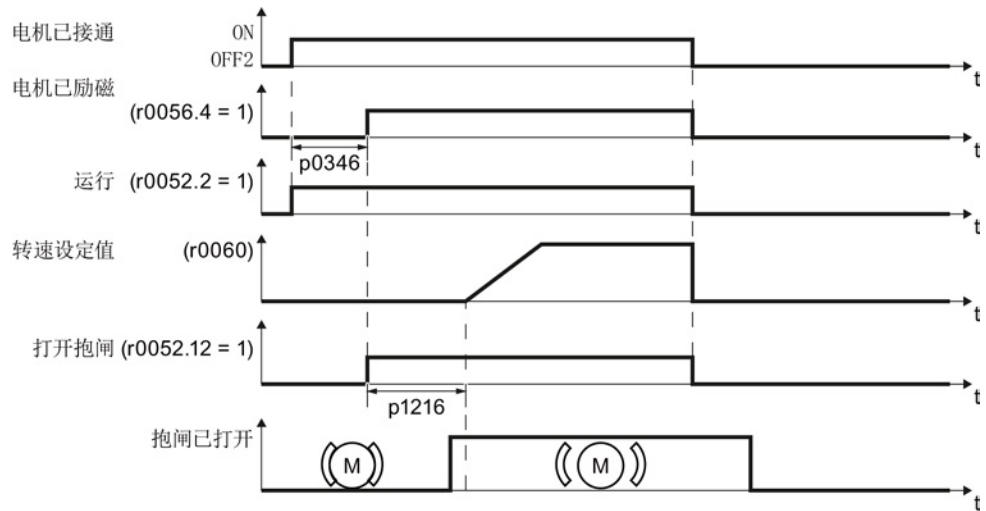 电机已接通 ON
OFF2
t
电机已励磁
(r0056.4 = 1)
t
p0346
运行 (r0052.2 = 1)
t
转速设定值 (r0060)
t
打开抱闸 (r0052.12 = 1)
t
p1216
抱闸已打开
M M
t